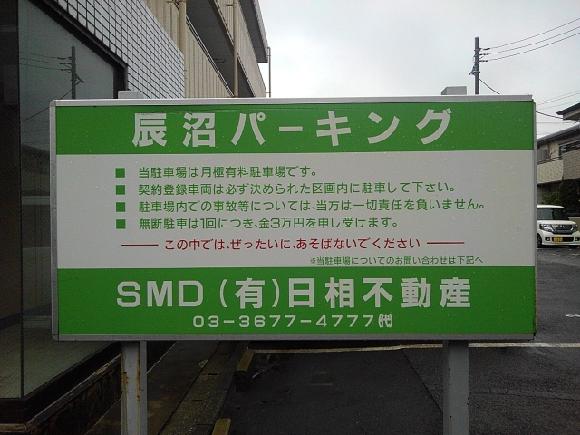 辰沼パーキング
■ 当駐車場は月極有料駐車場です。
■ 契約登録車両は必ず決められた区画内に駐車して下さい。
■ 駐車場内での事故等については、当方は一切責任を負いません。
■ 無断駐車は1回につき、金3万円を申し受けます。
この中では、ぜったいに、あそばないでください
※当駐車場についてのお問い合わせは下記へ
SMD(有)日相不動産
03-3677-4777㈹